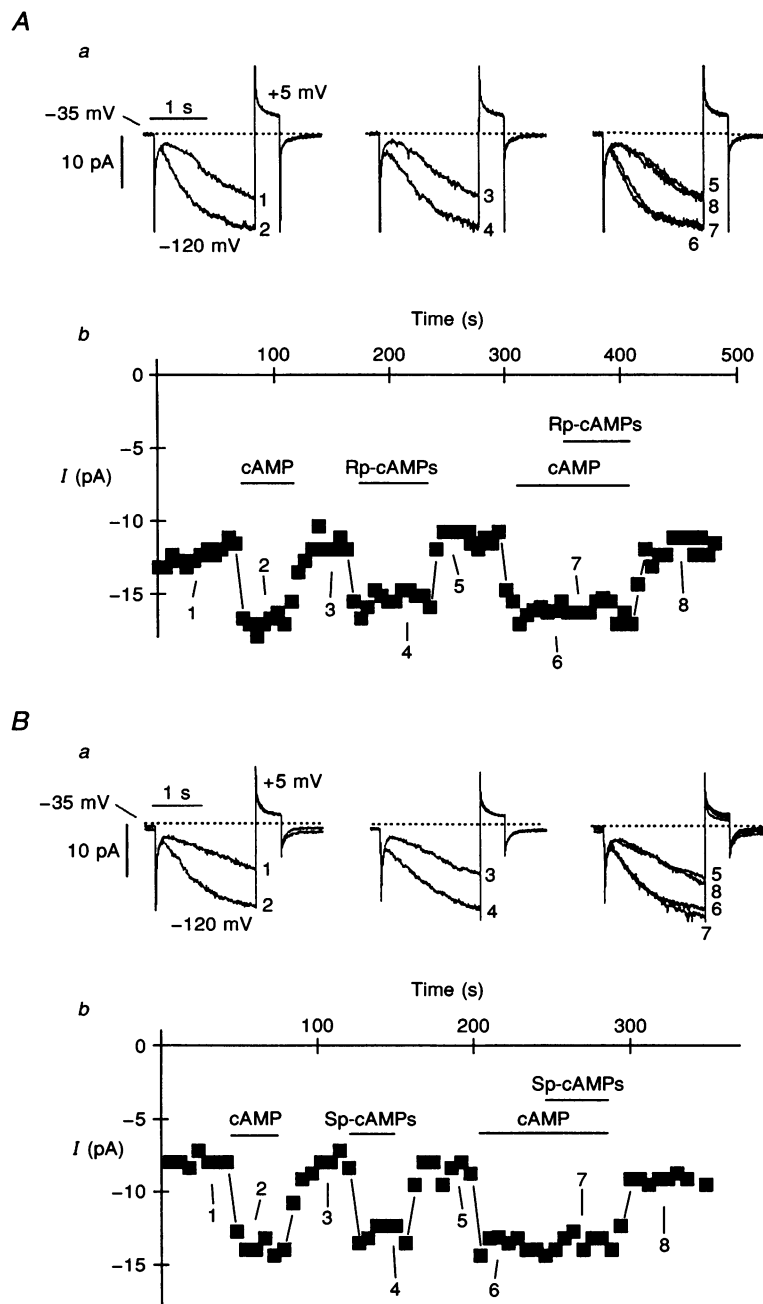 A
a
−35 mV
1 s
+5 mV
10 pA
1
2
−120 mV
3
4
5
8
7
6
b
Time (s)
100
200
300
400
500
0
Rp-cAMPs
−5
cAMP
Rp-cAMPs
cAMP
I (pA)
−10
2
7
−15
1
3
5
8
4
6
B
a
−35 mV
1 s
+5 mV
10 pA
1
2
−120 mV
3
4
5
8
6
7
b
Time (s)
100
200
300
0
Sp-cAMPs
−5
cAMP
Sp-cAMPs
cAMP
I (pA)
2
7
−10
1
3
5
8
−15
4
6